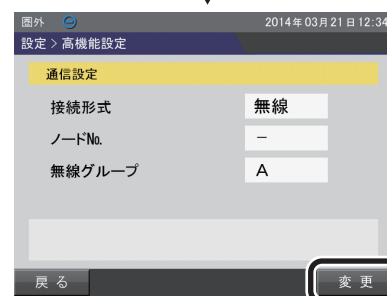 圏外 2014年03月21日12:34
設定 > 高機能設定
通信設定
接続形式 無線
ノードNo. －
無線グループ A
戻る 変更